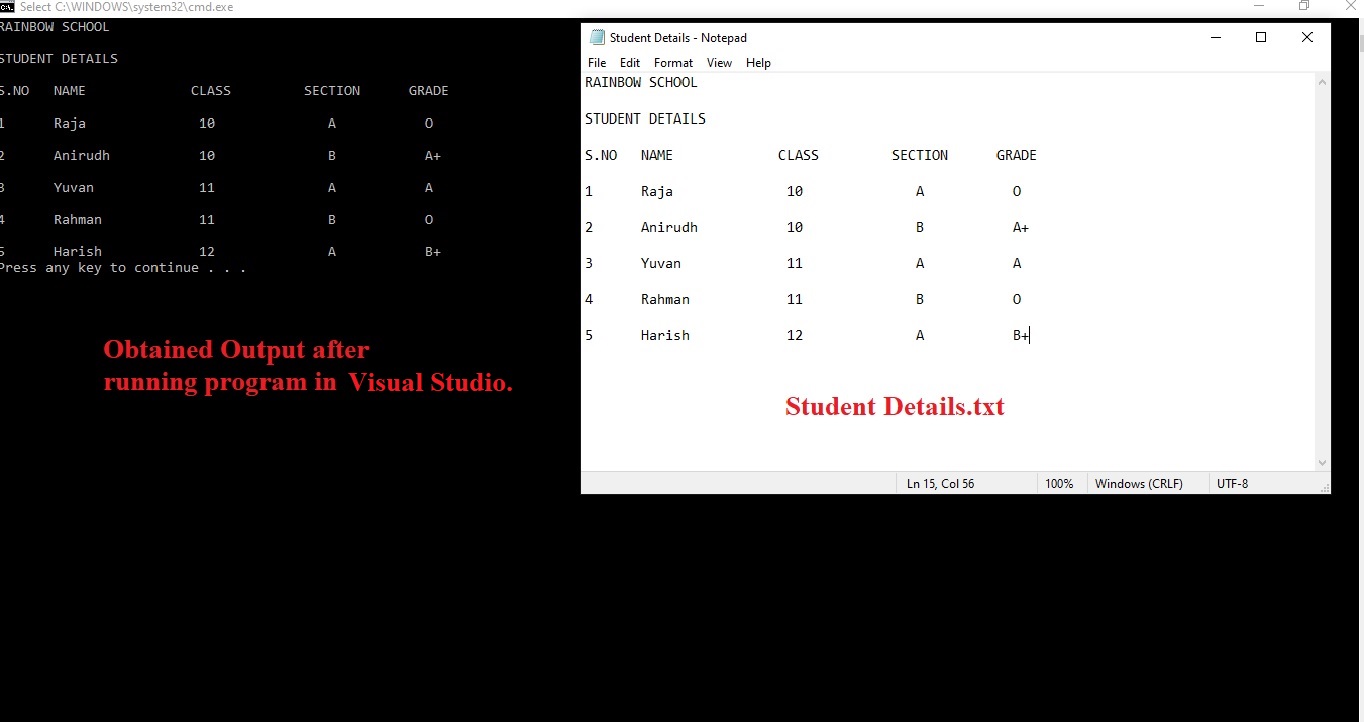 Select C:\WINDOWS\system32\cmd.exe
RAINBOW SCHOOL
STUDENT DETAILS
S.NO NAME CLASS SECTION GRADE
1 Raja 10 A O
2 Anirudh 10 B A+
3 Yuvan 11 A A
4 Rahman 11 B O
5 Harish 12 A B+
Press any key to continue . . .
Obtained Output after
running program in Visual Studio.
Student Details - Notepad
File Edit Format View Help
RAINBOW SCHOOL
STUDENT DETAILS
S.NO NAME CLASS SECTION GRADE
1 Raja 10 A O
2 Anirudh 10 B A+
3 Yuvan 11 A A
4 Rahman 11 B O
5 Harish 12 A B+
Student Details.txt
Ln 15, Col 56 100% Windows (CRLF) UTF-8